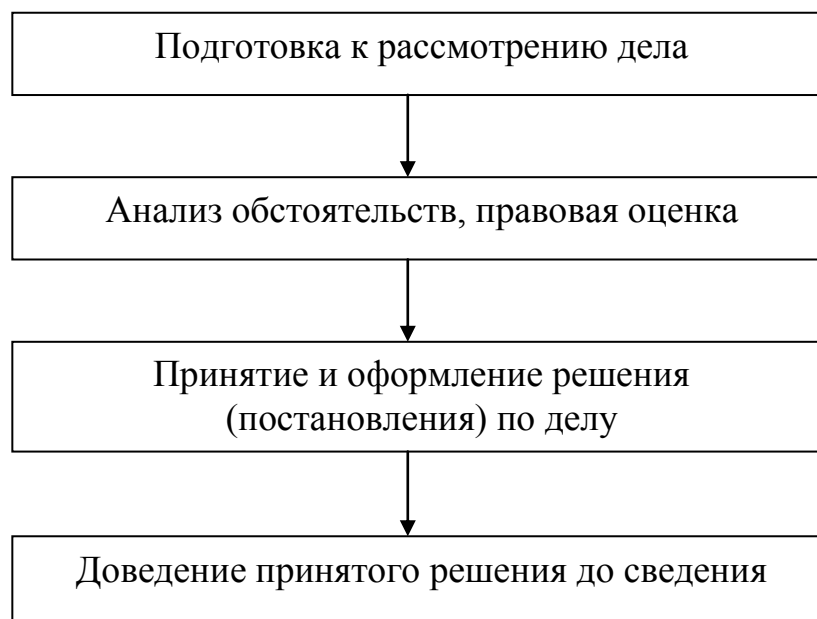 Подготовка к рассмотрению дела
Анализ обстоятельств, правовая оценка
Принятие и оформление решения
(постановления) по делу
Доведение принятого решения до сведения